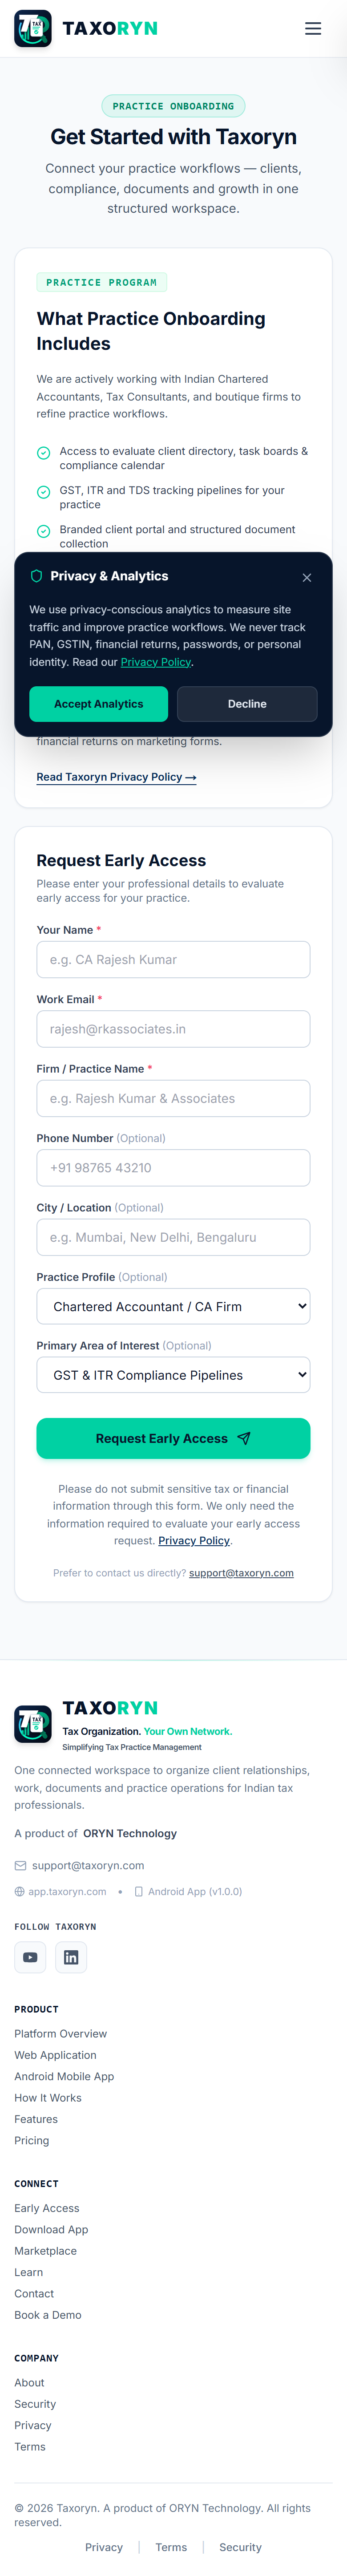 TAXORYN
PRACTICE ONBOARDING
Get Started with Taxoryn
Connect your practice workflows — clients,
compliance, documents and growth in one
structured workspace.
PRACTICE PROGRAM
What Practice Onboarding
Includes
We are actively working with Indian Chartered
Accountants, Tax Consultants, and boutique firms to
refine practice workflows.
Access to evaluate client directory, task boards &
compliance calendar
GST, ITR and TDS tracking pipelines for your
practice
Branded client portal and structured document
collection
Privacy & Analytics
We use privacy-conscious analytics to measure site
traffic and improve practice workflows. We never track
PAN, GSTIN, financial returns, passwords, or personal
identity. Read our Privacy Policy.
Accept Analytics
Decline
financial returns on marketing forms.
Read Taxoryn Privacy Policy →
Request Early Access
Please enter your professional details to evaluate
early access for your practice.
Your Name *
e.g. CA Rajesh Kumar
Work Email *
rajesh@rkassociates.in
Firm / Practice Name *
e.g. Rajesh Kumar & Associates
Phone Number (Optional)
+91 98765 43210
City / Location (Optional)
e.g. Mumbai, New Delhi, Bengaluru
Practice Profile (Optional)
Chartered Accountant / CA Firm
Primary Area of Interest (Optional)
GST & ITR Compliance Pipelines
Request Early Access
Please do not submit sensitive tax or financial
information through this form. We only need the
information required to evaluate your early access
request. Privacy Policy.
Prefer to contact us directly? support@taxoryn.com
TAXORYN
Tax Organization. Your Own Network.
Simplifying Tax Practice Management
One connected workspace to organize client relationships,
work, documents and practice operations for Indian tax
professionals.
A product of ORYN Technology
support@taxoryn.com
app.taxoryn.com • Android App (v1.0.0)
FOLLOW TAXORYN
PRODUCT
Platform Overview
Web Application
Android Mobile App
How It Works
Features
Pricing
CONNECT
Early Access
Download App
Marketplace
Learn
Contact
Book a Demo
COMPANY
About
Security
Privacy
Terms
© 2026 Taxoryn. A product of ORYN Technology. All rights
reserved.
Privacy | Terms | Security